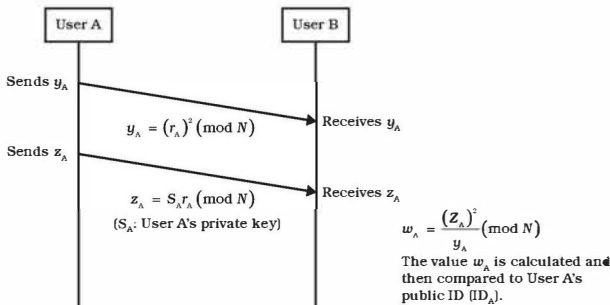 User A
User B
Sends y_A
y_A = (r_A)² (mod N)
Receives y_A
Sends z_A
z_A = S_A r_A (mod N)
(S_A: User A's private key)
Receives z_A
w_A = (Z_A)² / y_A (mod N)
The value w_A is calculated and
then compared to User A's
public ID (ID_A).